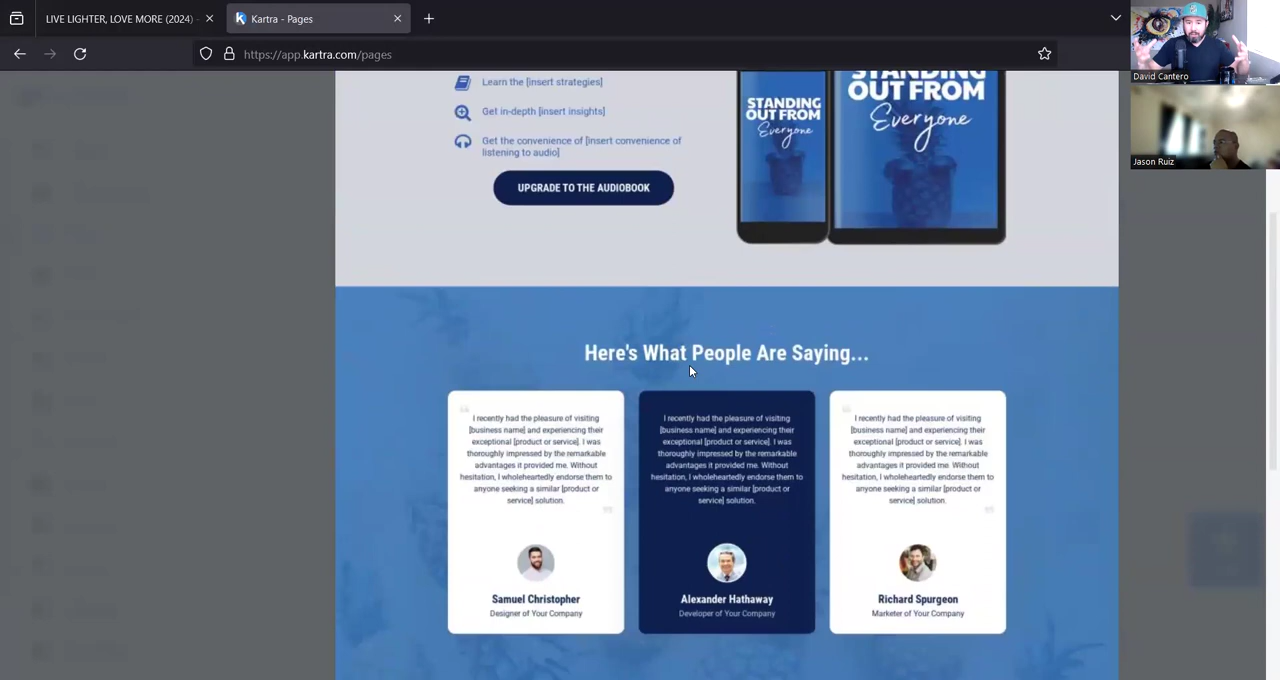 LIVE LIGHTER, LOVE MORE (2024) -
Kartra - Pages
https://app.kartra.com/pages
David Cantero
Jason Ruiz
Learn the [insert strategies]
Get in-depth [insert insights]
Get the convenience of [insert convenience of
listening to audio]
UPGRADE TO THE AUDIOBOOK
STANDING
OUT FROM
Everyone
STANDING
OUT FROM
Everyone
Here's What People Are Saying...
I recently had the pleasure of visiting
[business name] and experiencing their
exceptional [product or service]. I was
thoroughly impressed by the remarkable
advantages it provided me. Without
hesitation, I wholeheartedly endorse them to
anyone seeking a similar [product or
service] solution.
Samuel Christopher
Designer of Your Company
I recently had the pleasure of visiting
[business name] and experiencing their
exceptional [product or service]. I was
thoroughly impressed by the remarkable
advantages it provided me. Without
hesitation, I wholeheartedly endorse them to
anyone seeking a similar [product or
service] solution.
Alexander Hathaway
Developer of Your Company
I recently had the pleasure of visiting
[business name] and experiencing their
exceptional [product or service]. I was
thoroughly impressed by the remarkable
advantages it provided me. Without
hesitation, I wholeheartedly endorse them to
anyone seeking a similar [product or
service] solution.
Richard Spurgeon
Marketer of Your Company